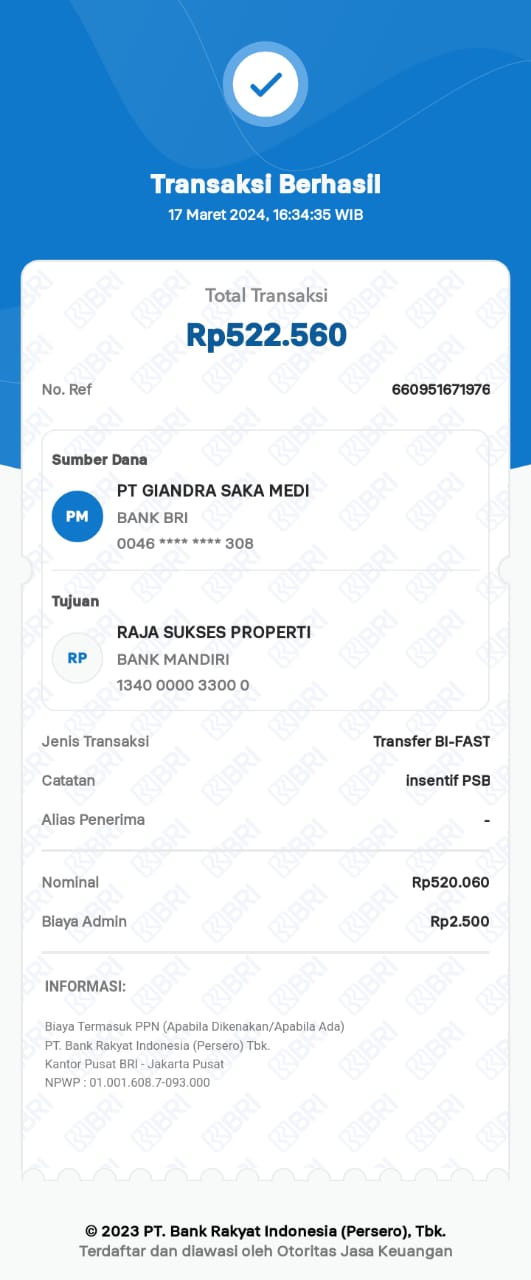 Transaksi Berhasil
17 Maret 2024, 16:34:35 WIB
Total Transaksi
Rp522.560
No. Ref 660951671976
Sumber Dana
PM PT GIANDRA SAKA MEDI
BANK BRI
0046 **** **** 308
Tujuan
RP RAJA SUKSES PROPERTI
BANK MANDIRI
1340 0000 3300 0
Jenis Transaksi Transfer BI-FAST
Catatan insentif PSB
Alias Penerima -
Nominal Rp520.060
Biaya Admin Rp2.500
INFORMASI:
Biaya Termasuk PPN (Apabila Dikenakan/Apabila Ada)
PT. Bank Rakyat Indonesia (Persero) Tbk.
Kantor Pusat BRI - Jakarta Pusat
NPWP : 01.001.608.7-093.000
© 2023 PT. Bank Rakyat Indonesia (Persero), Tbk.
Terdaftar dan diawasi oleh Otoritas Jasa Keuangan